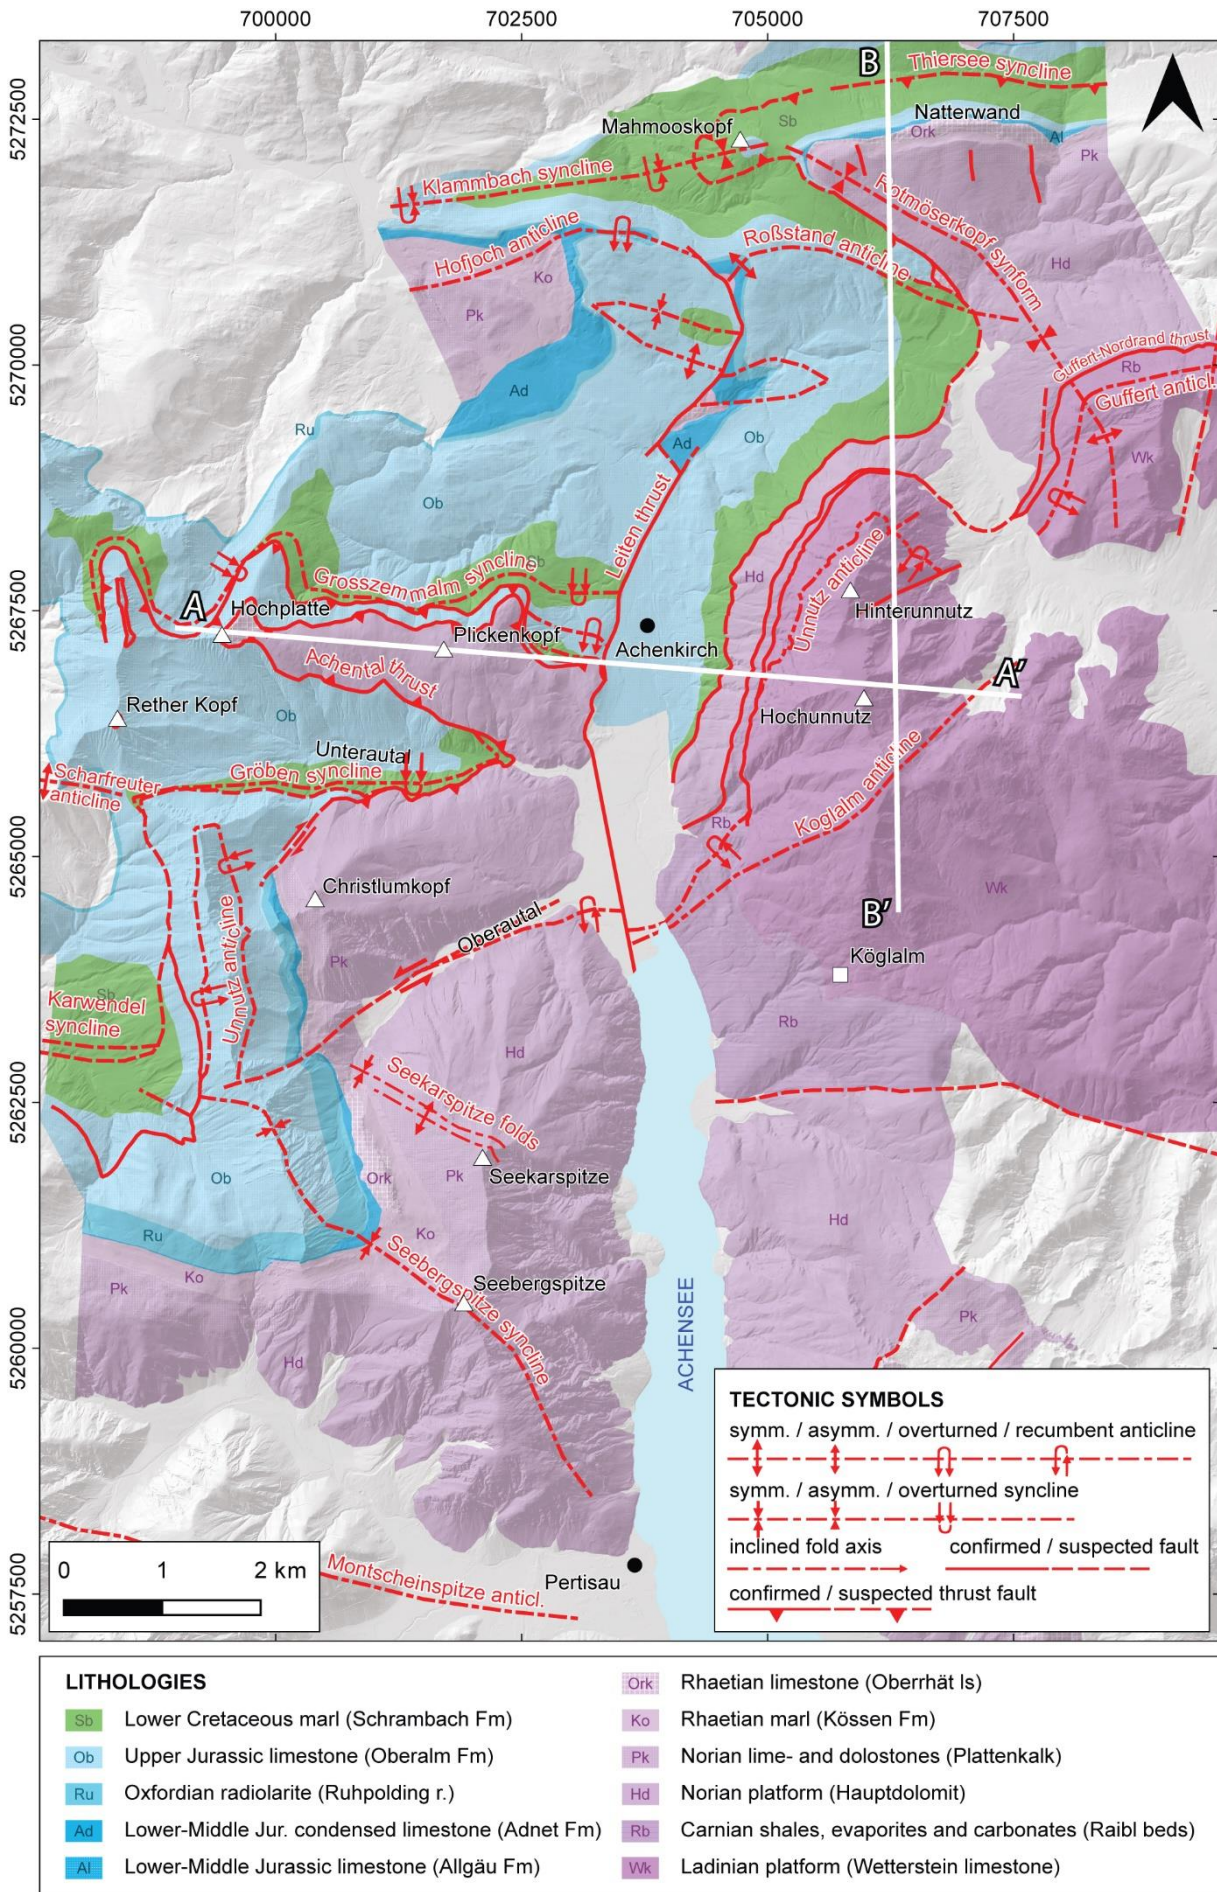 700000
702500
705000
707500
5272500
5270000
5267500
5265000
5262500
5260000
5257500
B
Thiersee syncline
Natterwand
Sb
Ork
Al
Pk
Mahmooskopf
Klammbach syncline
Rotmöserkopf synform
Hofjoch anticline
Roßstand anticline
Ko
Hd
Pk
Guffert-Nordrand thrust
Rb
Guffert anticl.
Ad
Ru
Ad
Ob
Wk
Ob
Leiten thrust
Grosszemmalm syncline
Sb
Hd
Unnutz anticline
Hinterunnutz
A
Hochplatte
Plickenkopf
Achenkirch
A'
Achental thrust
Rether Kopf
Hochunnutz
Ob
Unterautal
Gröben syncline
Scharfreuter
anticline
Koglalm anticline
Rb
Wk
Christlumkopf
Oberautal
B'
Pk
Köglalm
Unnutz anticline
Sb
Karwendel
syncline
Rb
Hd
Seekarspitze folds
Seekarspitze
Ork
Pk
Ob
Hd
Ru
Ko
Ko
Pk
Seebergspitze
Seebergspitze syncline
Hd
Pk
ACHENSEE
Pertisau
Montscheinspitze anticl.
0 1 2 km
TECTONIC SYMBOLS
symm. / asymm. / overturned / recumbent anticline
symm. / asymm. / overturned syncline
inclined fold axis
confirmed / suspected fault
confirmed / suspected thrust fault
LITHOLOGIES
Sb Lower Cretaceous marl (Schrambach Fm)
Ob Upper Jurassic limestone (Oberalm Fm)
Ru Oxfordian radiolarite (Ruhpolding r.)
Ad Lower-Middle Jur. condensed limestone (Adnet Fm)
Al Lower-Middle Jurassic limestone (Allgäu Fm)
Ork Rhaetian limestone (Oberrhät ls)
Ko Rhaetian marl (Kössen Fm)
Pk Norian lime- and dolostones (Plattenkalk)
Hd Norian platform (Hauptdolomit)
Rb Carnian shales, evaporites and carbonates (Raibl beds)
Wk Ladinian platform (Wetterstein limestone)